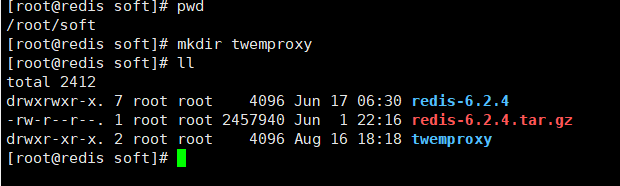 [root@redis soft]# pwd
/root/soft
[root@redis soft]# mkdir twemproxy
[root@redis soft]# ll
total 2412
drwxrwxr-x. 7 root root    4096 Jun 17 06:30 redis-6.2.4
-rw-r--r--. 1 root root 2457940 Jun  1 22:16 redis-6.2.4.tar.gz
drwxr-xr-x. 2 root root    4096 Aug 16 18:18 twemproxy
[root@redis soft]#